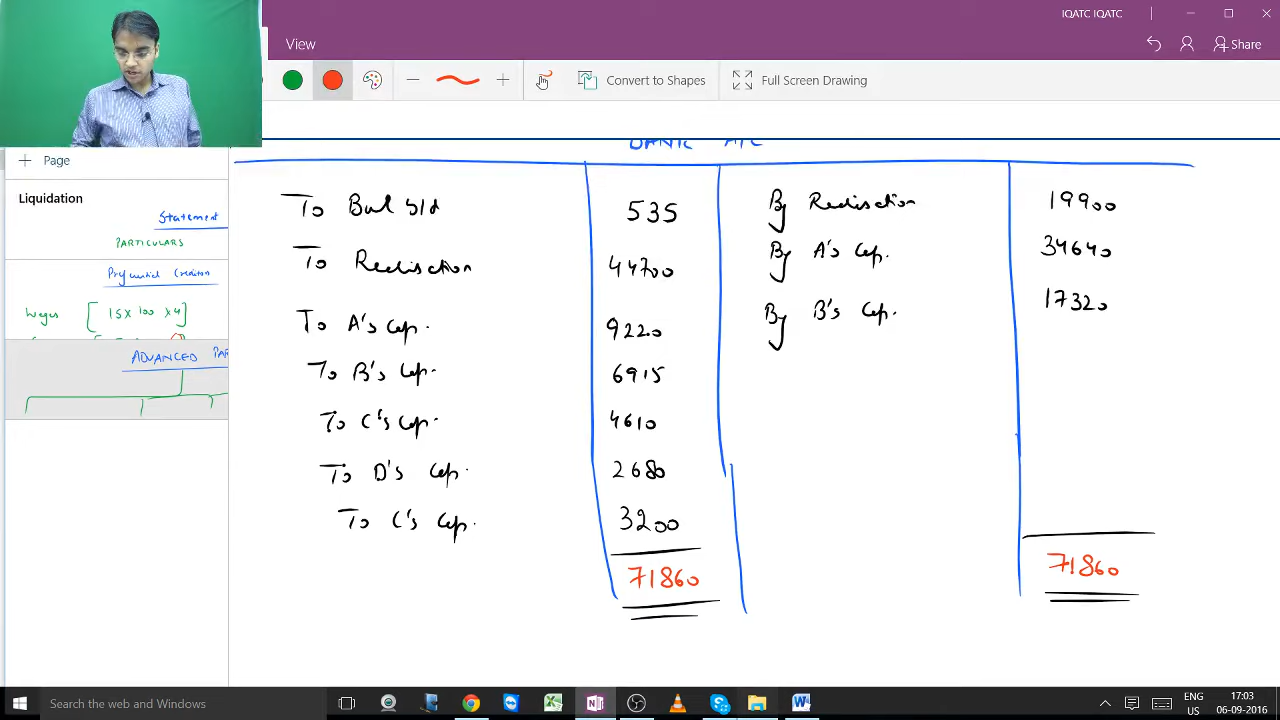 IQATC IQATC
View
Share
Convert to Shapes
Full Screen Drawing
BANK A/C
Page
Liquidation
Statement
PARTICULARS
Wages [ 15 x 100 x 4 ]
ADVANCED
To Bal b/d 535
To Realisation 44700
To A's Cap. 9220
To B's Cap. 6915
To C's Cap. 4610
To D's Cap. 2680
To C's Cap. 3200
71860
By Realisation 19900
By A's Cap. 34640
By B's Cap. 17320
71860
Search the web and Windows
ENG
US
17:03
06-09-2016